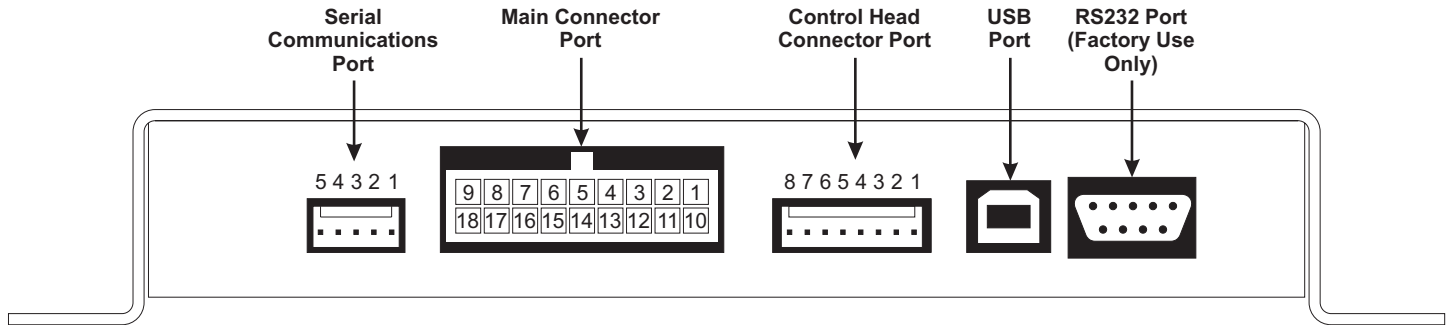 Serial
Communications
Port
Main Connector
Port
Control Head
Connector Port
USB
Port
RS232 Port
(Factory Use
Only)
5 4 3 2 1
9 8 7 6 5 4 3 2 1
18 17 16 15 14 13 12 11 10
8 7 6 5 4 3 2 1